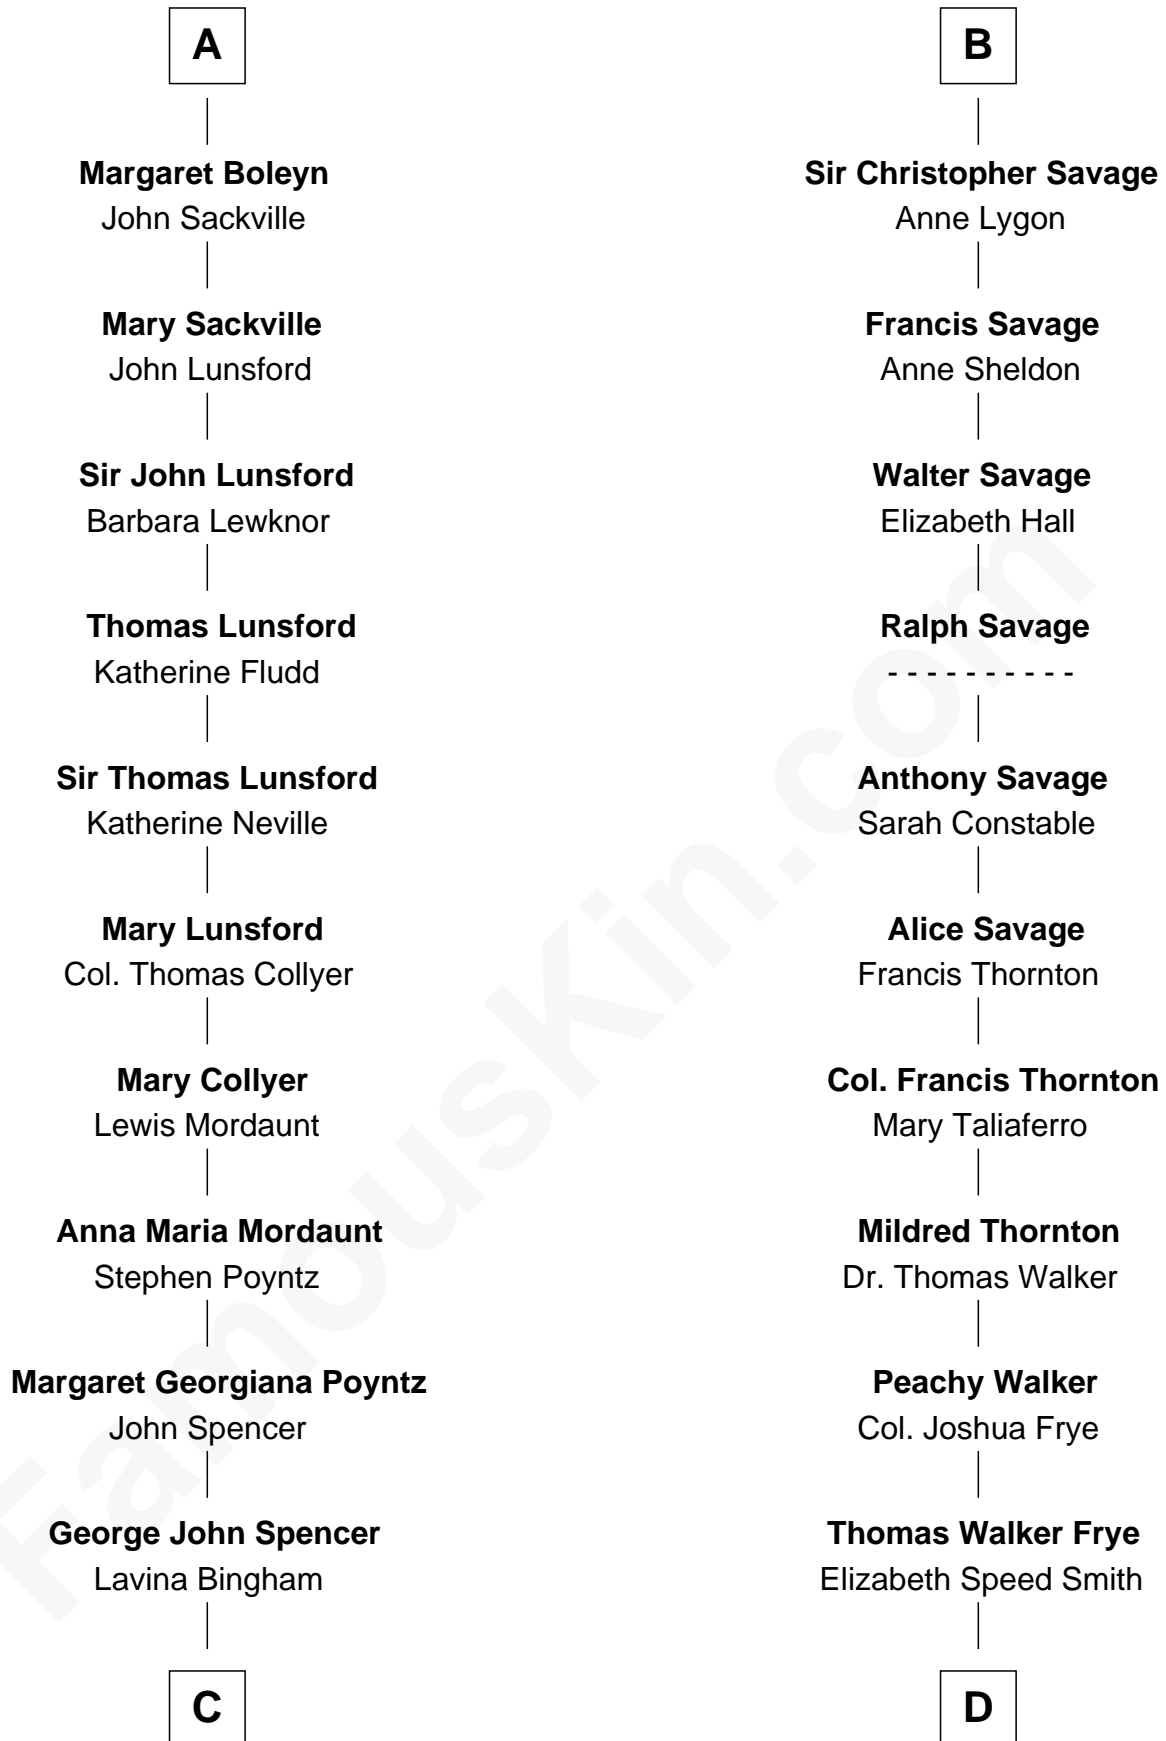 A
Margaret Boleyn
John Sackville
Mary Sackville
John Lunsford
Sir John Lunsford
Barbara Lewknor
Thomas Lunsford
Katherine Fludd
Sir Thomas Lunsford
Katherine Neville
Mary Lunsford
Col. Thomas Collyer
Mary Collyer
Lewis Mordaunt
Anna Maria Mordaunt
Stephen Poyntz
Margaret Georgiana Poyntz
John Spencer
George John Spencer
Lavina Bingham
C
B
Sir Christopher Savage
Anne Lygon
Francis Savage
Anne Sheldon
Walter Savage
Elizabeth Hall
Ralph Savage
- - - - - - - - - -
Anthony Savage
Sarah Constable
Alice Savage
Francis Thornton
Col. Francis Thornton
Mary Taliaferro
Mildred Thornton
Dr. Thomas Walker
Peachy Walker
Col. Joshua Frye
Thomas Walker Frye
Elizabeth Speed Smith
D
FamousKin.com